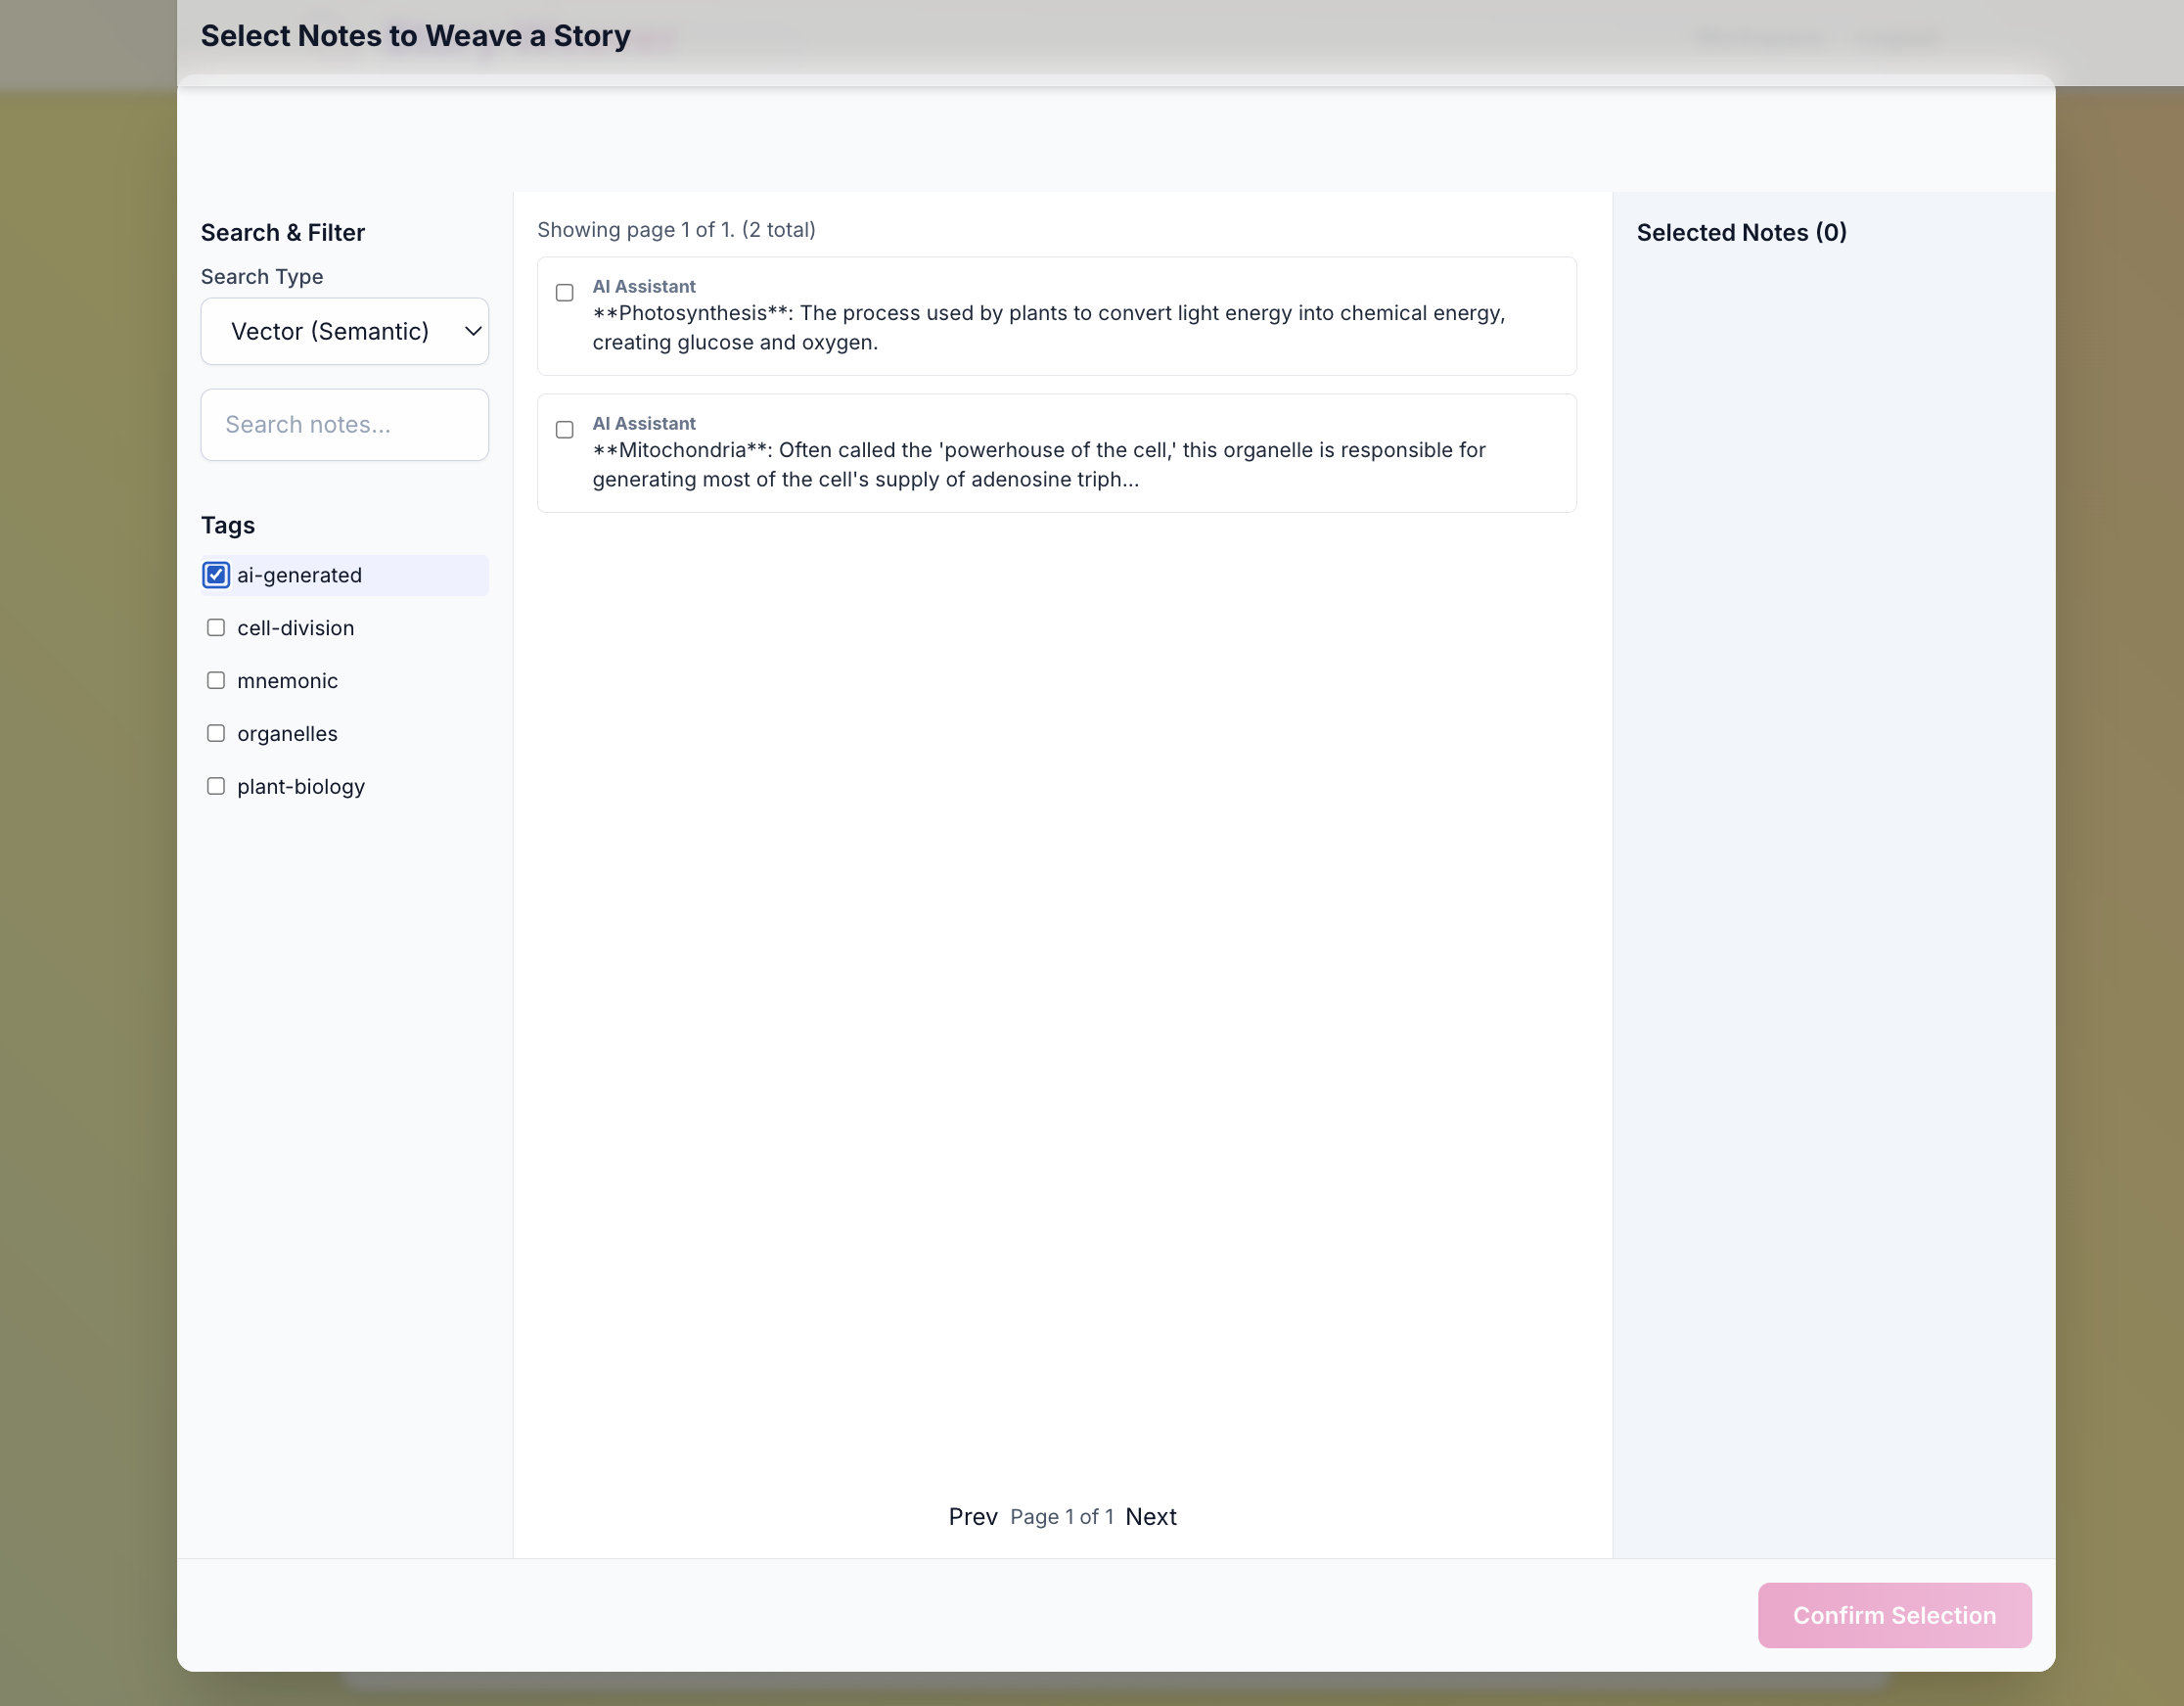 Select Notes to Weave a Story
Search & Filter
Search Type
Vector (Semantic)
Search notes...
Tags
ai-generated
cell-division
mnemonic
organelles
plant-biology
Showing page 1 of 1. (2 total)
AI Assistant
**Photosynthesis**: The process used by plants to convert light energy into chemical energy,
creating glucose and oxygen.
AI Assistant
**Mitochondria**: Often called the 'powerhouse of the cell,' this organelle is responsible for
generating most of the cell's supply of adenosine triph...
Prev Page 1 of 1 Next
Selected Notes (0)
Confirm Selection